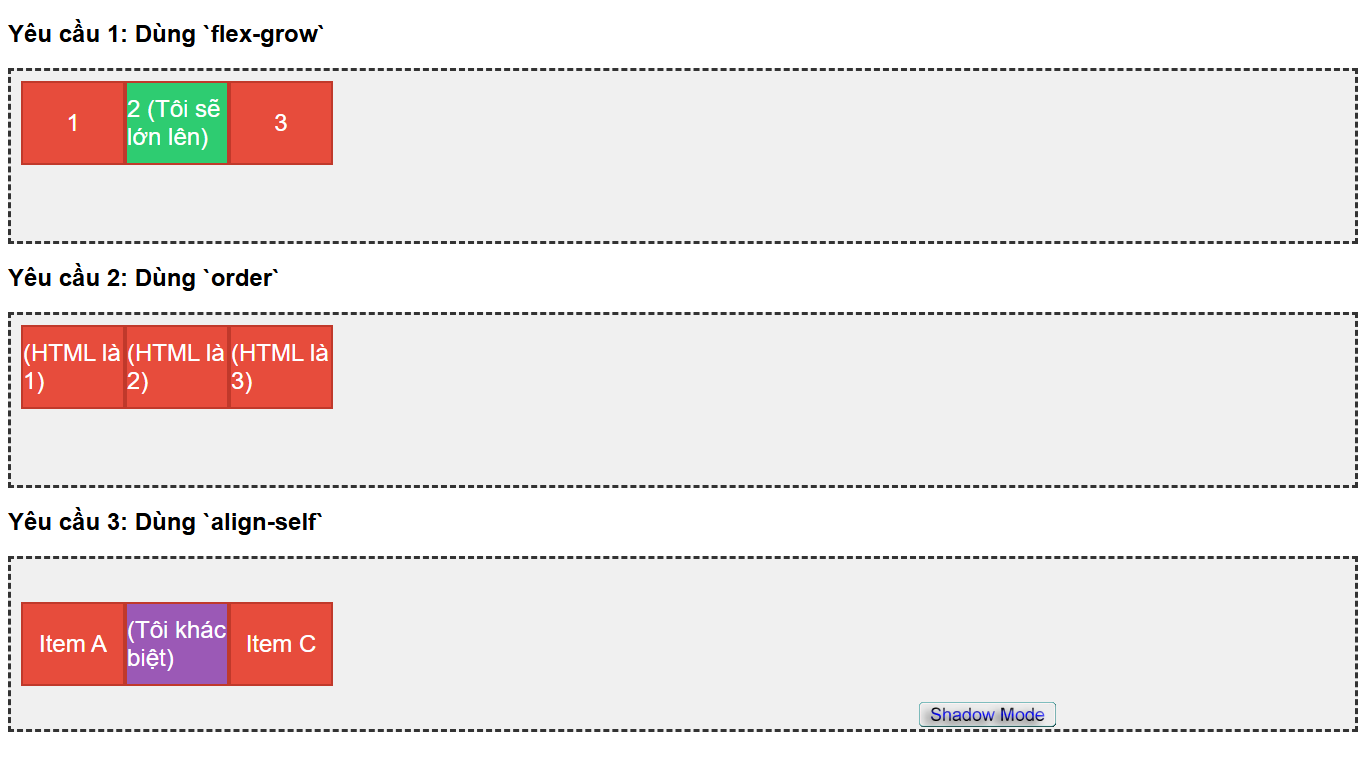 Yêu cầu 1: Dùng `flex-grow`
1
2 (Tôi sẽ
lớn lên)
3
Yêu cầu 2: Dùng `order`
(HTML là
1)
(HTML là
2)
(HTML là
3)
Yêu cầu 3: Dùng `align-self`
Item A
(Tôi khác
biệt)
Item C
Shadow Mode